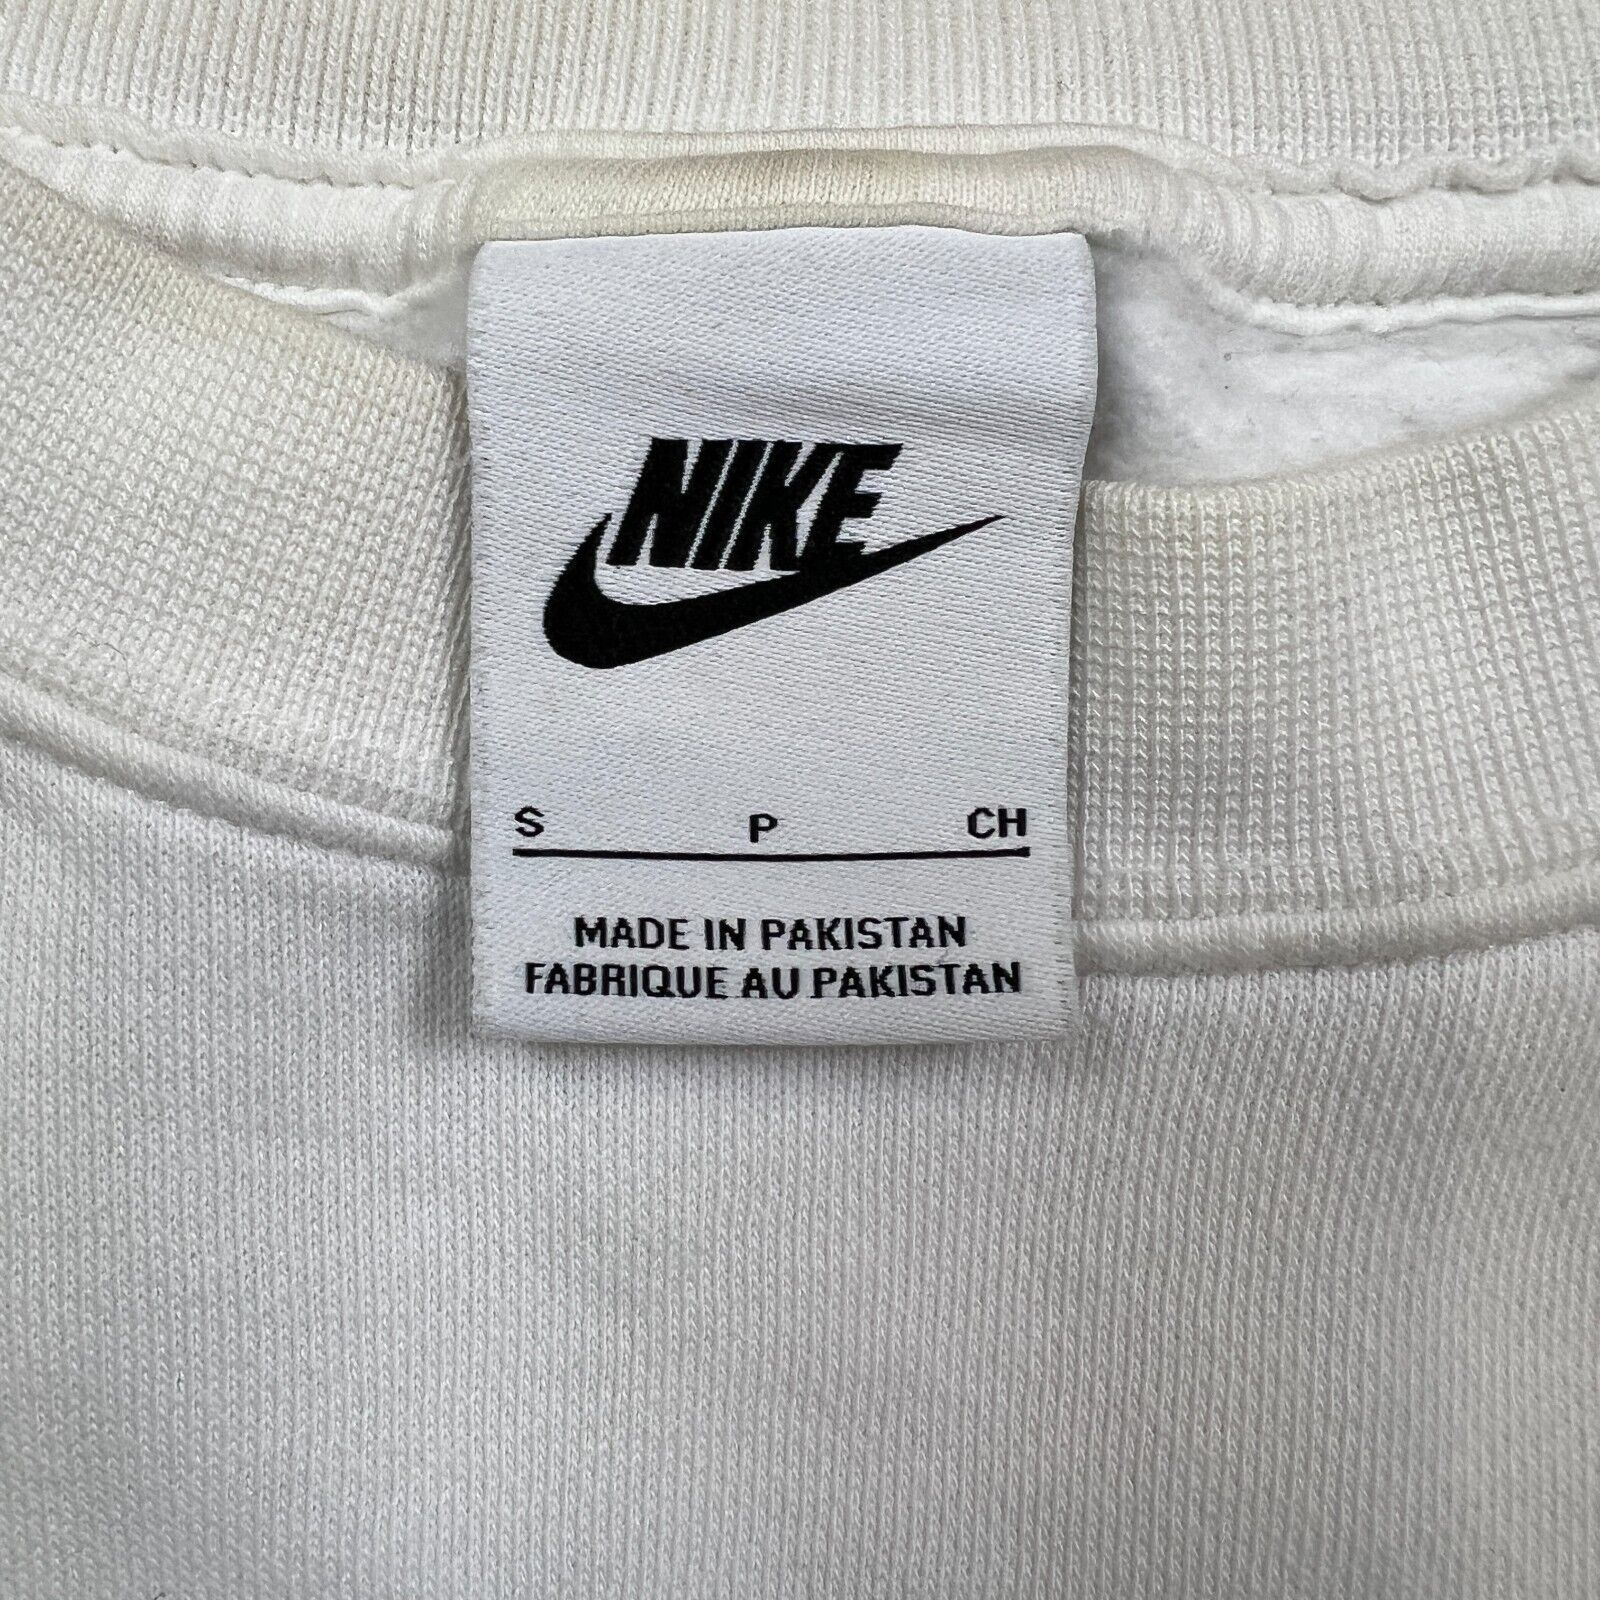 NIKE
S P CH
MADE IN PAKISTAN
FABRIQUE AU PAKISTAN